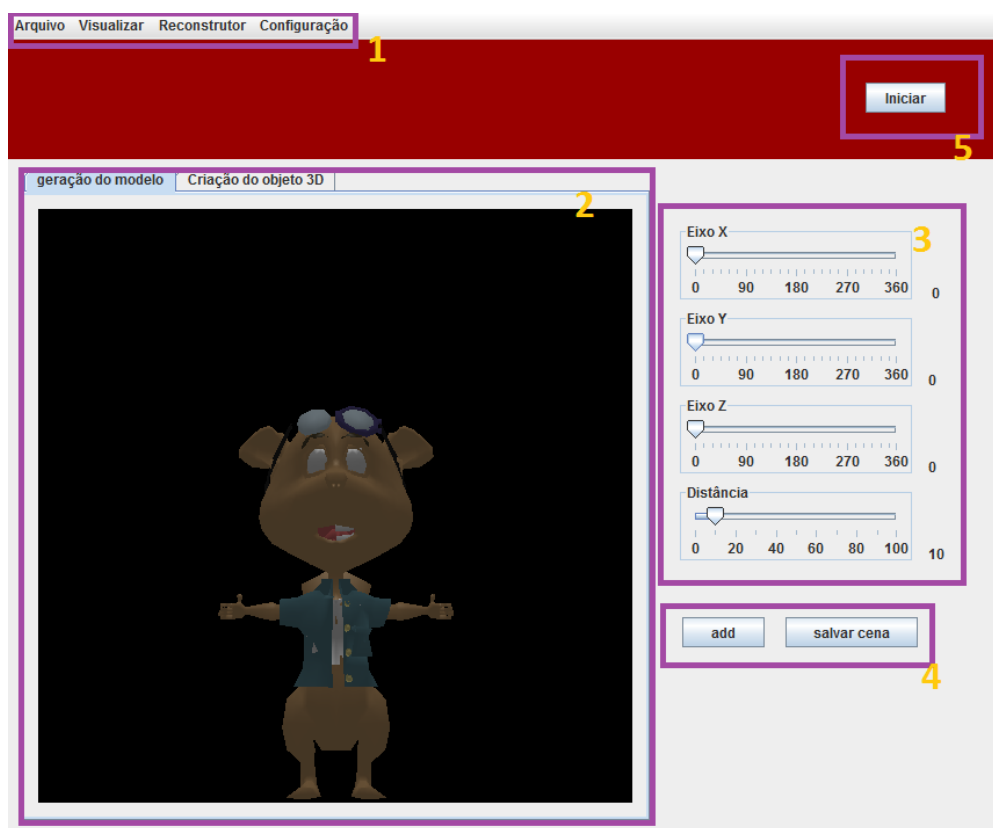 Arquivo Visualizar Reconstrutor Configuração
1
Iniciar
5
geração do modelo Criação do objeto 3D
2
3
Eixo X
0 90 180 270 360 0
Eixo Y
0 90 180 270 360 0
Eixo Z
0 90 180 270 360 0
Distância
0 20 40 60 80 100 10
add salvar cena
4